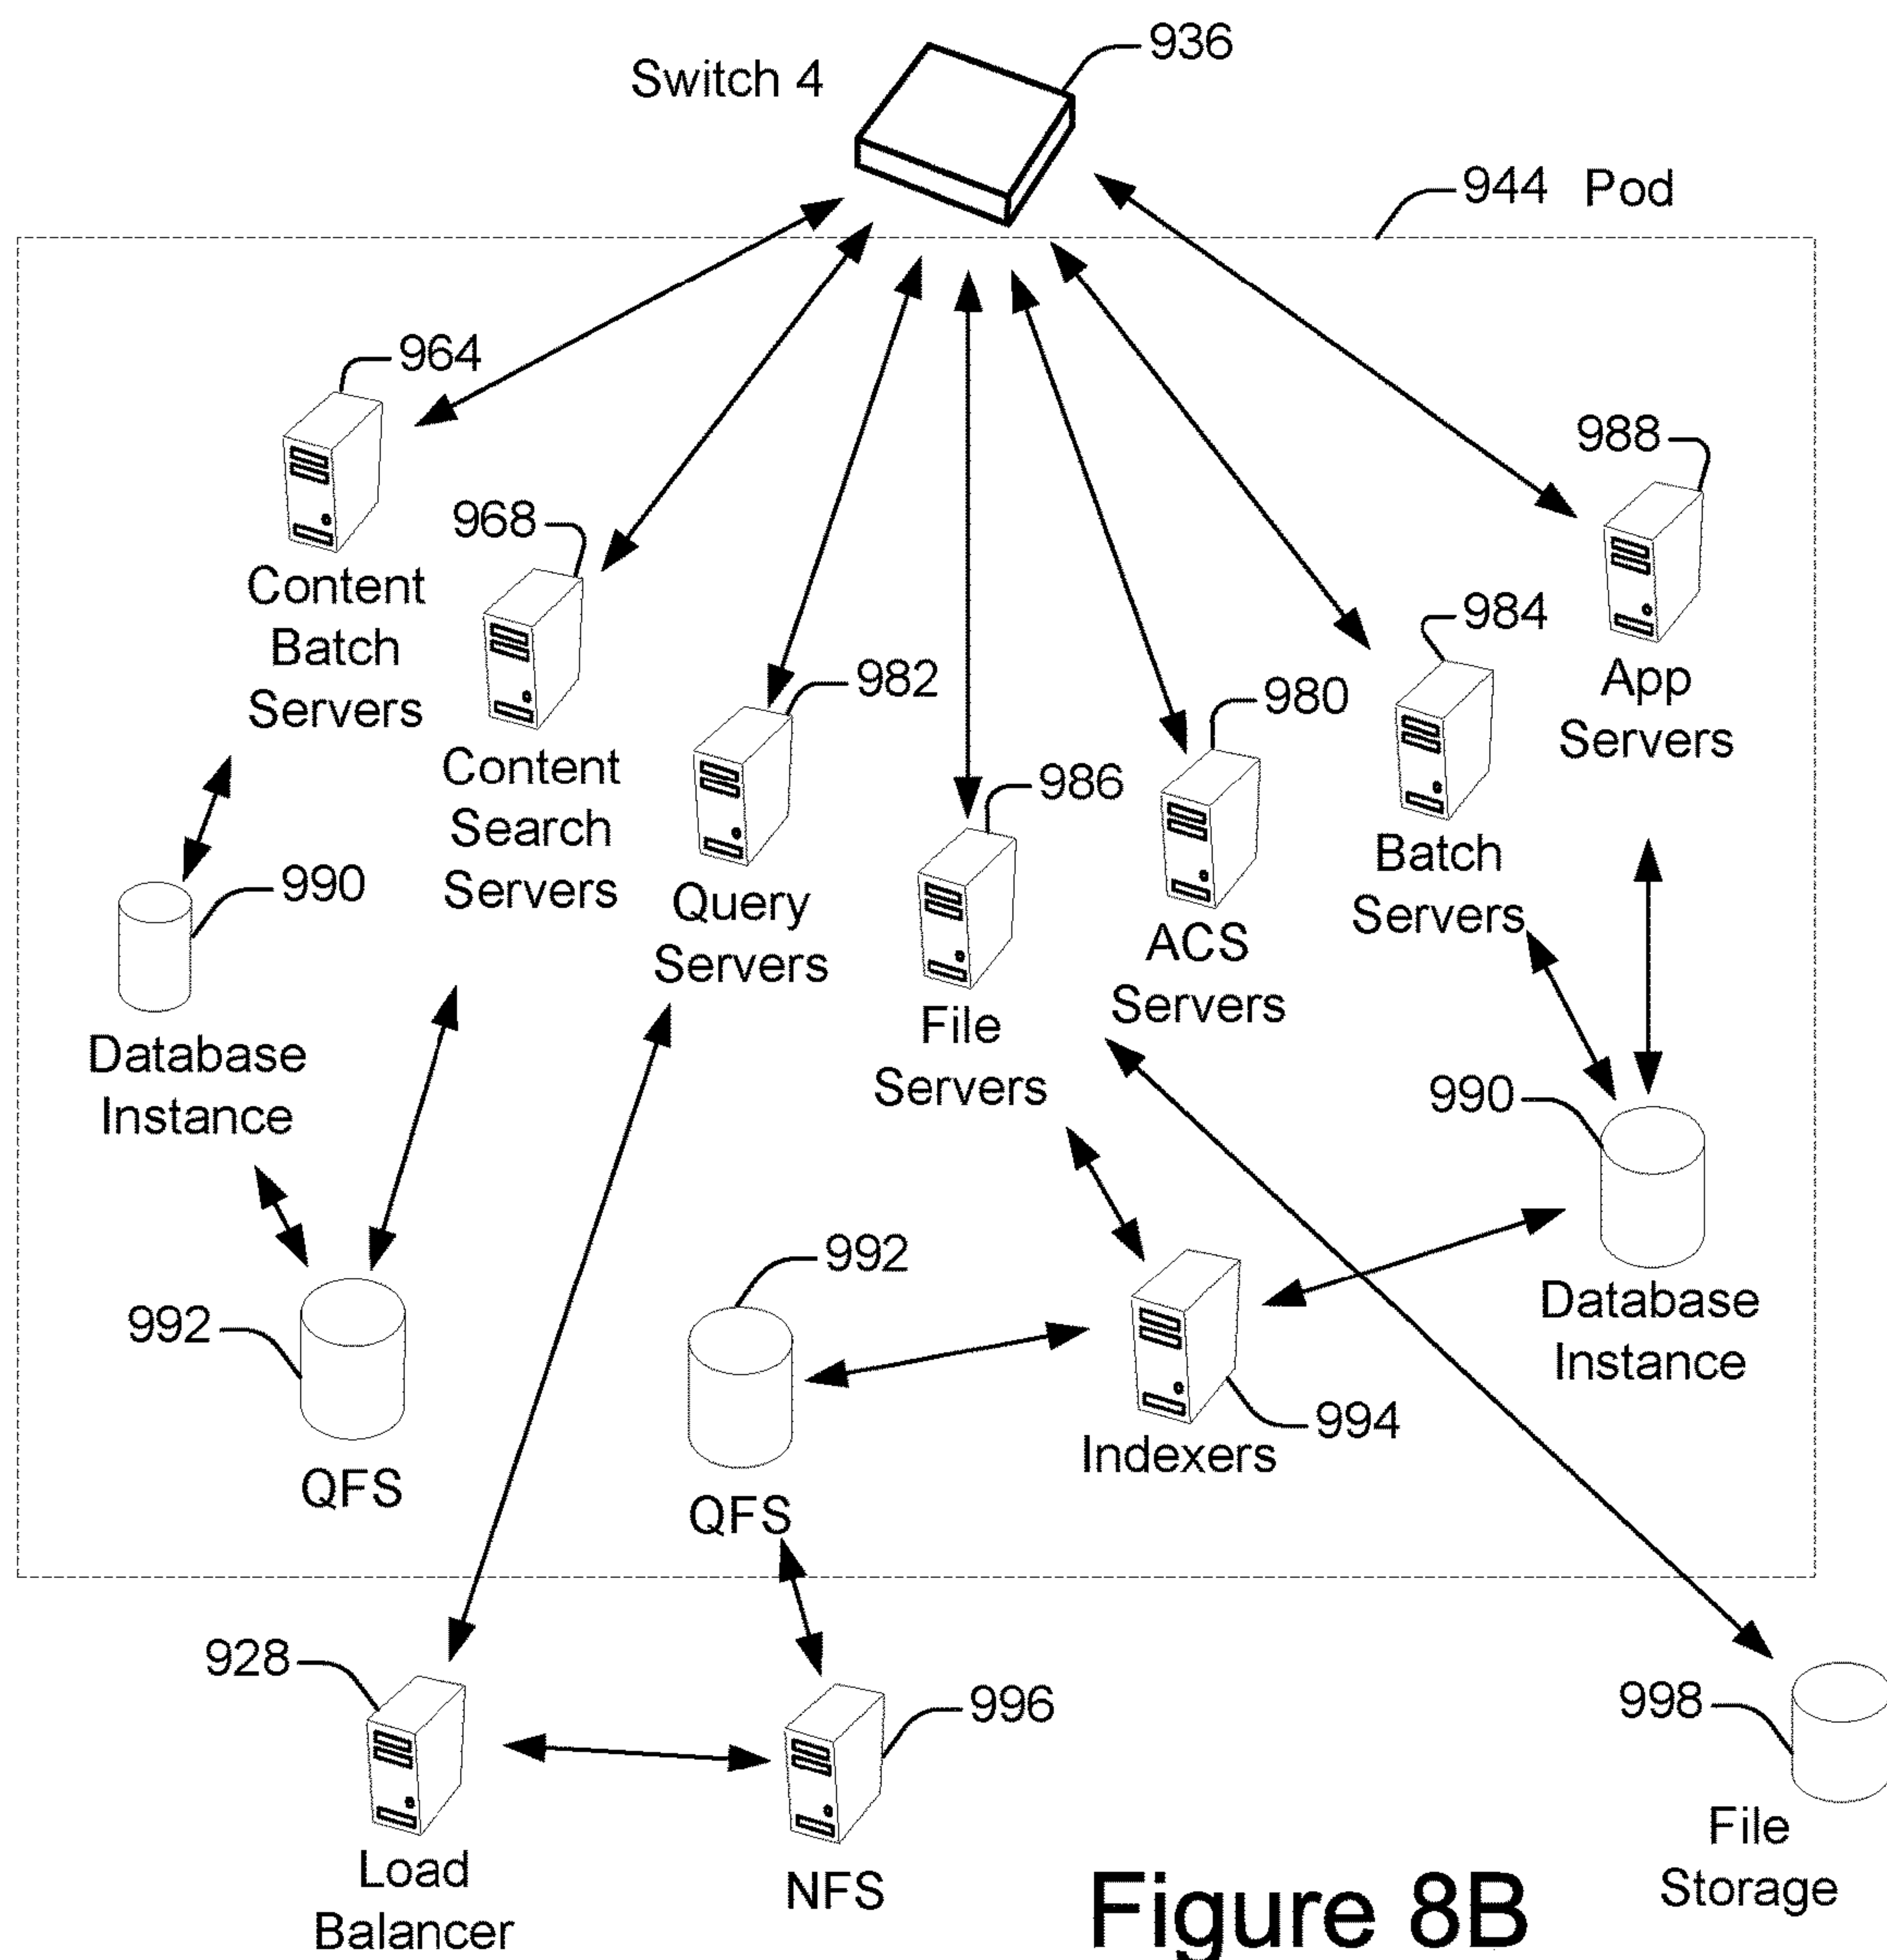 936
Switch 4
944 Pod
964
988
968
Content
Batch
Servers
984
982
980
App
Servers
Content
Search
Servers
986
Batch
Servers
990
Query
Servers
ACS
Servers
File
Servers
Database
Instance
990
992
992
Database
Instance
994
Indexers
QFS
QFS
928
996
998
File
Storage
Load
Balancer
NFS
Figure 8B